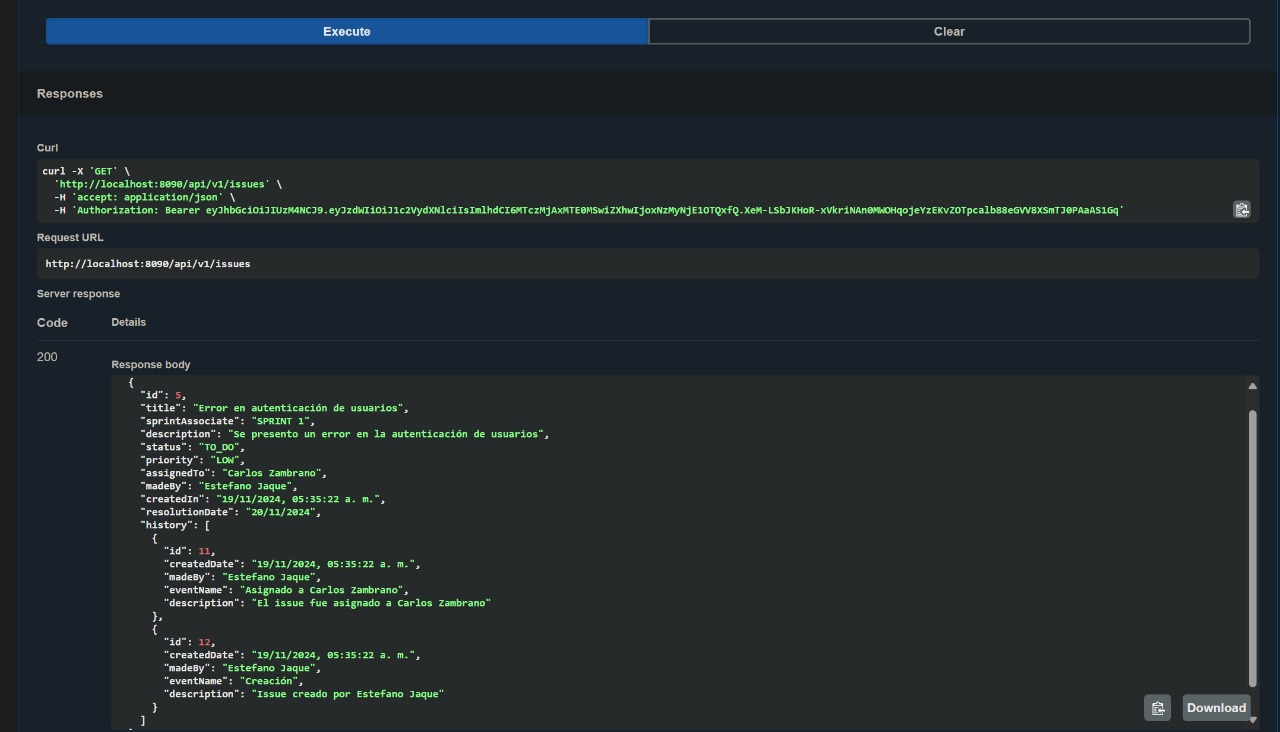 Execute
Clear
Responses
Curl
curl -X 'GET' \
'http://localhost:8090/api/v1/issues' \
-H 'accept: application/json' \
-H 'Authorization: Bearer
Request URL
http://localhost:8090/api/v1/issues
Server response
Code Details
200
Response body
{
"id": 5,
"title": "Error en autenticación de usuarios",
"sprintAssociate": "SPRINT 1",
"description": "Se presento un error en la autenticación de usuarios",
"status": "TO_DO",
"priority": "LOW",
"assignedTo": "Carlos Zambrano",
"madeBy": "Estefano Jaque",
"createdIn": "19/11/2024, 05:35:22 a. m.",
"resolutionDate": "20/11/2024",
"history": [
{
"id": 11,
"createdDate": "19/11/2024, 05:35:22 a. m.",
"madeBy": "Estefano Jaque",
"eventName": "Asignado a Carlos Zambrano",
"description": "El issue fue asignado a Carlos Zambrano"
},
{
"id": 12,
"createdDate": "19/11/2024, 05:35:22 a. m.",
"madeBy": "Estefano Jaque",
"eventName": "Creación",
"description": "Issue creado por Estefano Jaque"
}
]
Download